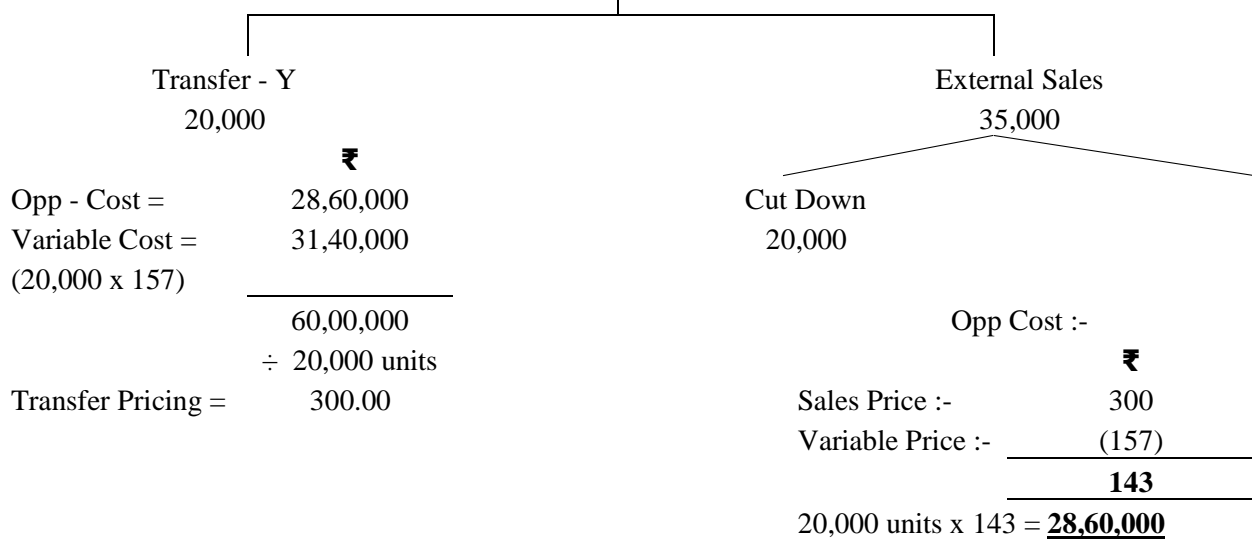 Transfer - Y
20,000
₹
Opp - Cost = 28,60,000
Variable Cost = 31,40,000
(20,000 x 157)
60,00,000
÷ 20,000 units
Transfer Pricing = 300.00
External Sales
35,000
Cut Down
20,000
Opp Cost :-
₹
Sales Price :- 300
Variable Price :- (157)
143
20,000 units x 143 = 28,60,000